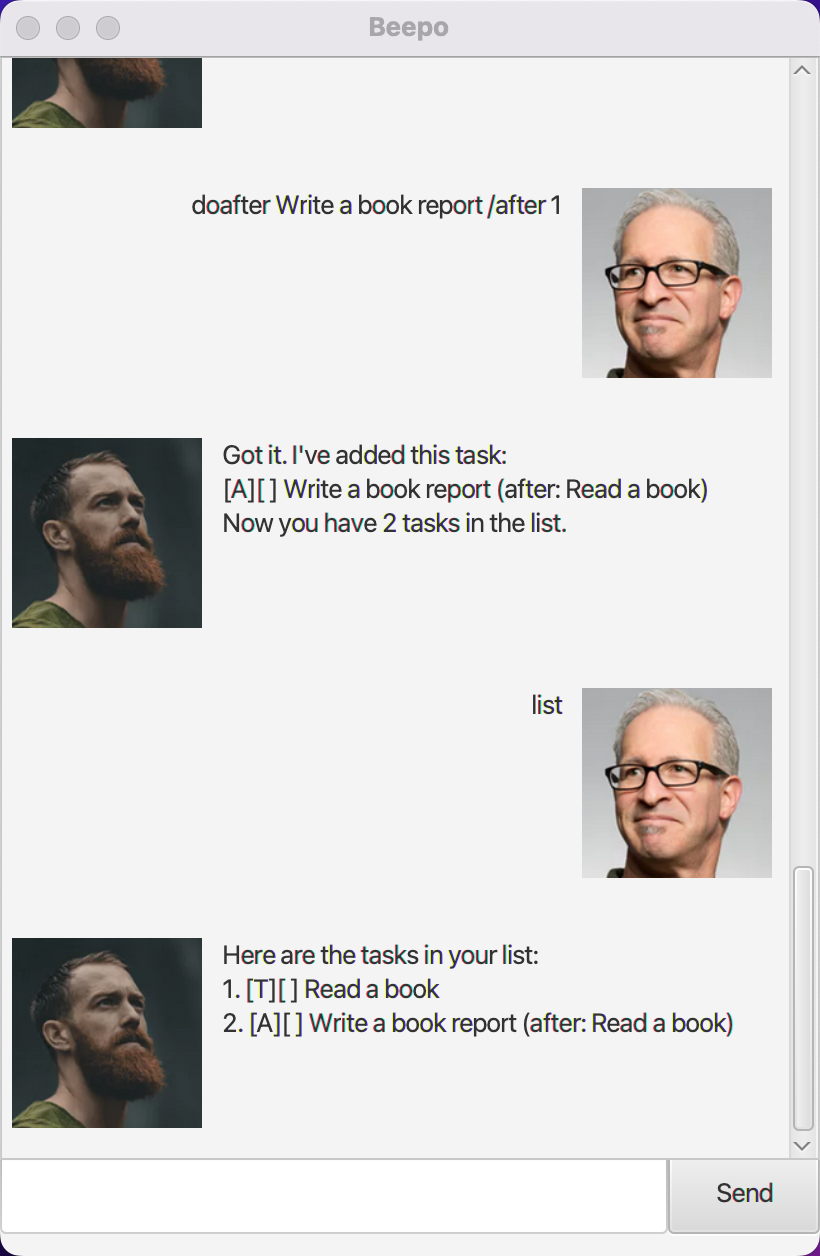 Beepo
doafter Write a book report /after 1
Got it. I've added this task:
[A][ ] Write a book report (after: Read a book)
Now you have 2 tasks in the list.
list
Here are the tasks in your list:
1. [T][ ] Read a book
2. [A][ ] Write a book report (after: Read a book)
Send